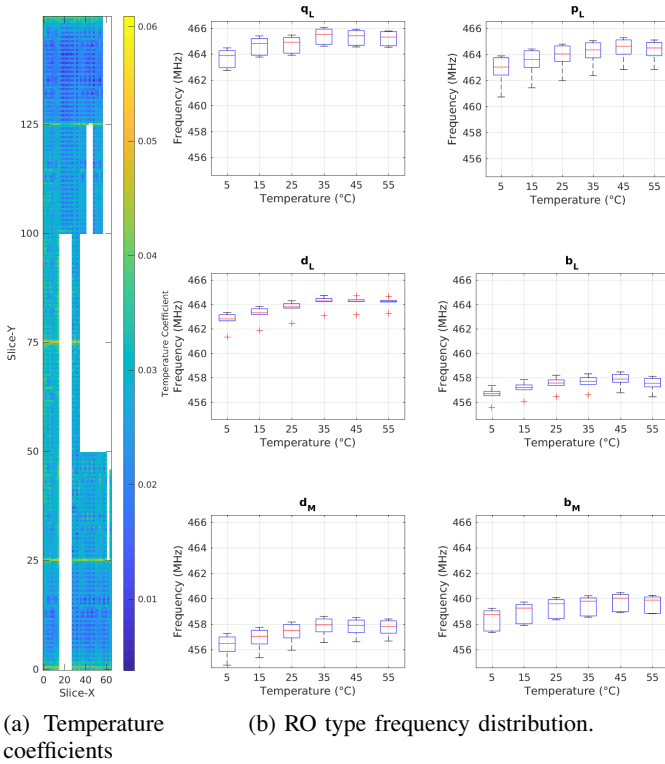 0.06
0.05
0.04
0.03
0.02
0.01
0
125
100
75
50
25
0
Slice-Y
0 20 40 60
Slice-X
Temperature Coefficient
q_L
466
464
462
460
458
456
Frequency (MHz)
5 15 25 35 45 55
Temperature (°C)
p_L
466
464
462
460
458
456
Frequency (MHz)
5 15 25 35 45 55
Temperature (°C)
d_L
466
464
462
460
458
456
Frequency (MHz)
5 15 25 35 45 55
Temperature (°C)
b_L
466
464
462
460
458
456
Frequency (MHz)
5 15 25 35 45 55
Temperature (°C)
d_M
466
464
462
460
458
456
Frequency (MHz)
5 15 25 35 45 55
Temperature (°C)
b_M
466
464
462
460
458
456
Frequency (MHz)
5 15 25 35 45 55
Temperature (°C)
(a) Temperature
coefficients
(b) RO type frequency distribution.